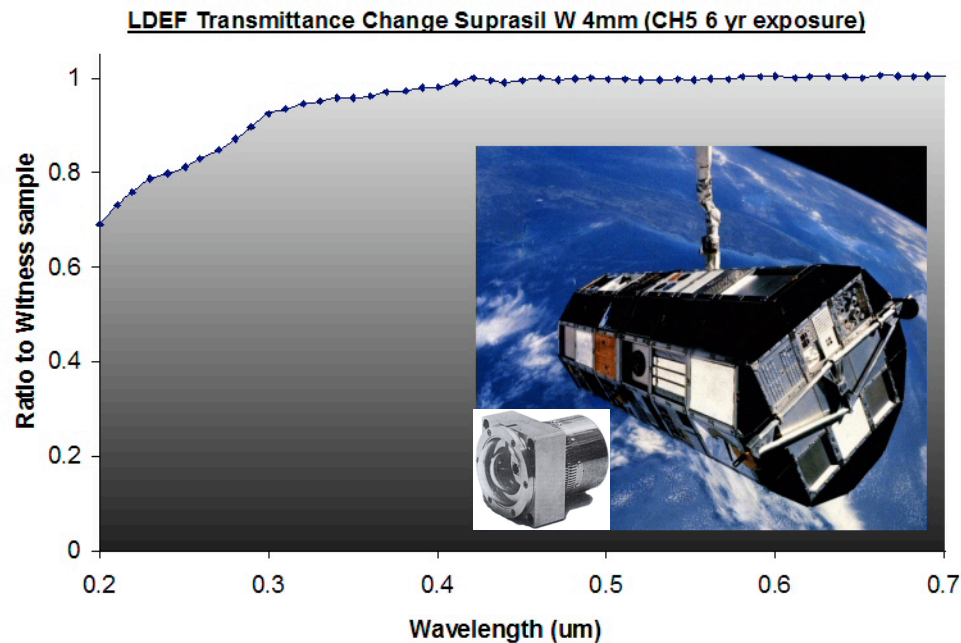 LDEF Transmittance Change Suprasil W 4mm (CH5 6 yr exposure)
Ratio to Witness sample
1
0.8
0.6
0.4
0.2
0
0.2 0.3 0.4 0.5 0.6 0.7
Wavelength (um)